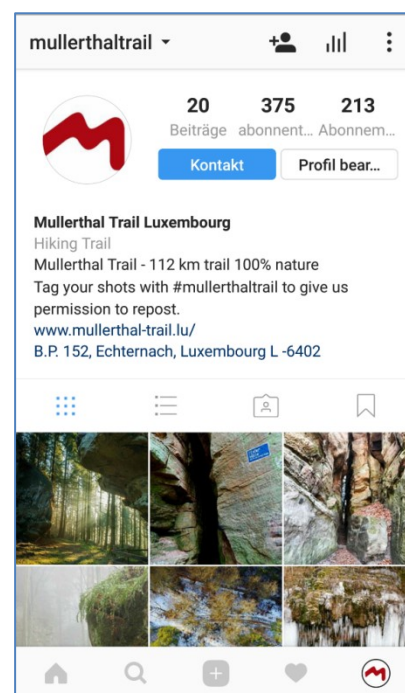 mullerthaltrail
20 375 213
Beiträge abonnent... Abonnem...
Kontakt Profil bear...
Mullerthal Trail Luxembourg
Hiking Trail
Mullerthal Trail - 112 km trail 100% nature
Tag your shots with #mullerthaltrail to give us
permission to repost.
www.mullerthal-trail.lu/
B.P. 152, Echternach, Luxembourg L -6402